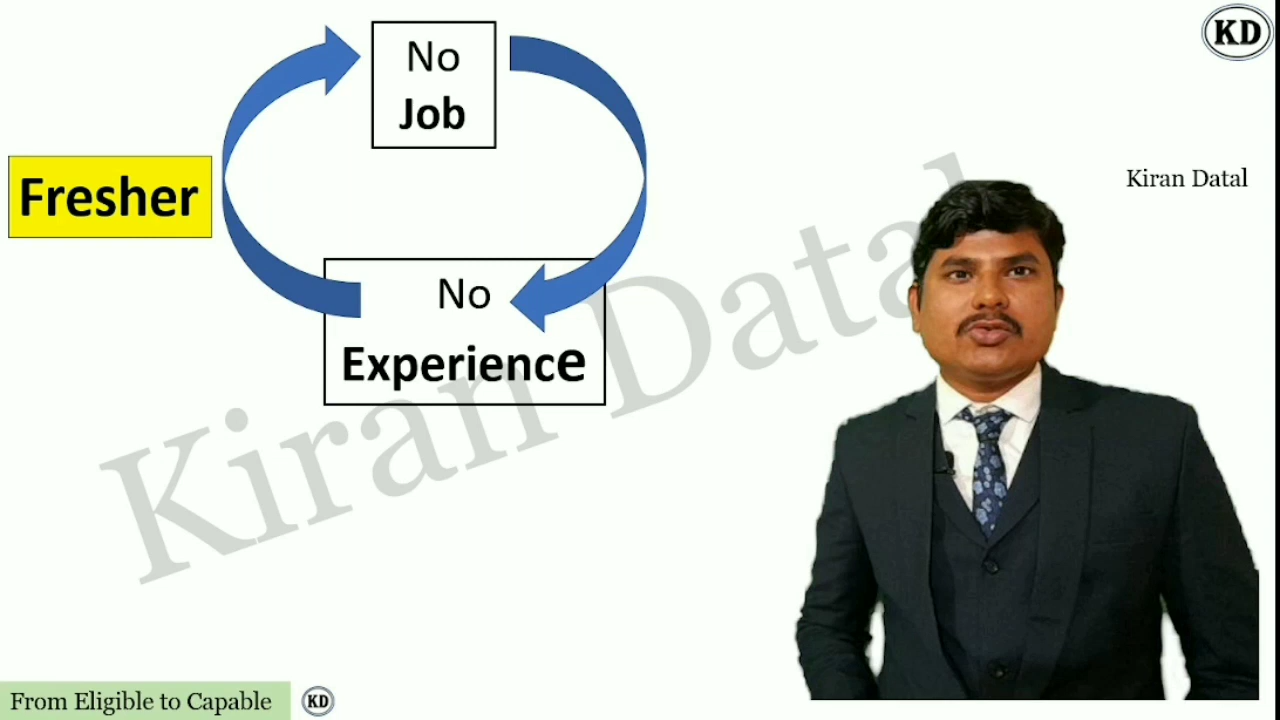 No
Job
KD
Fresher
Kiran Datal
No
Experience
Kiran Datal
From Eligible to Capable
KD